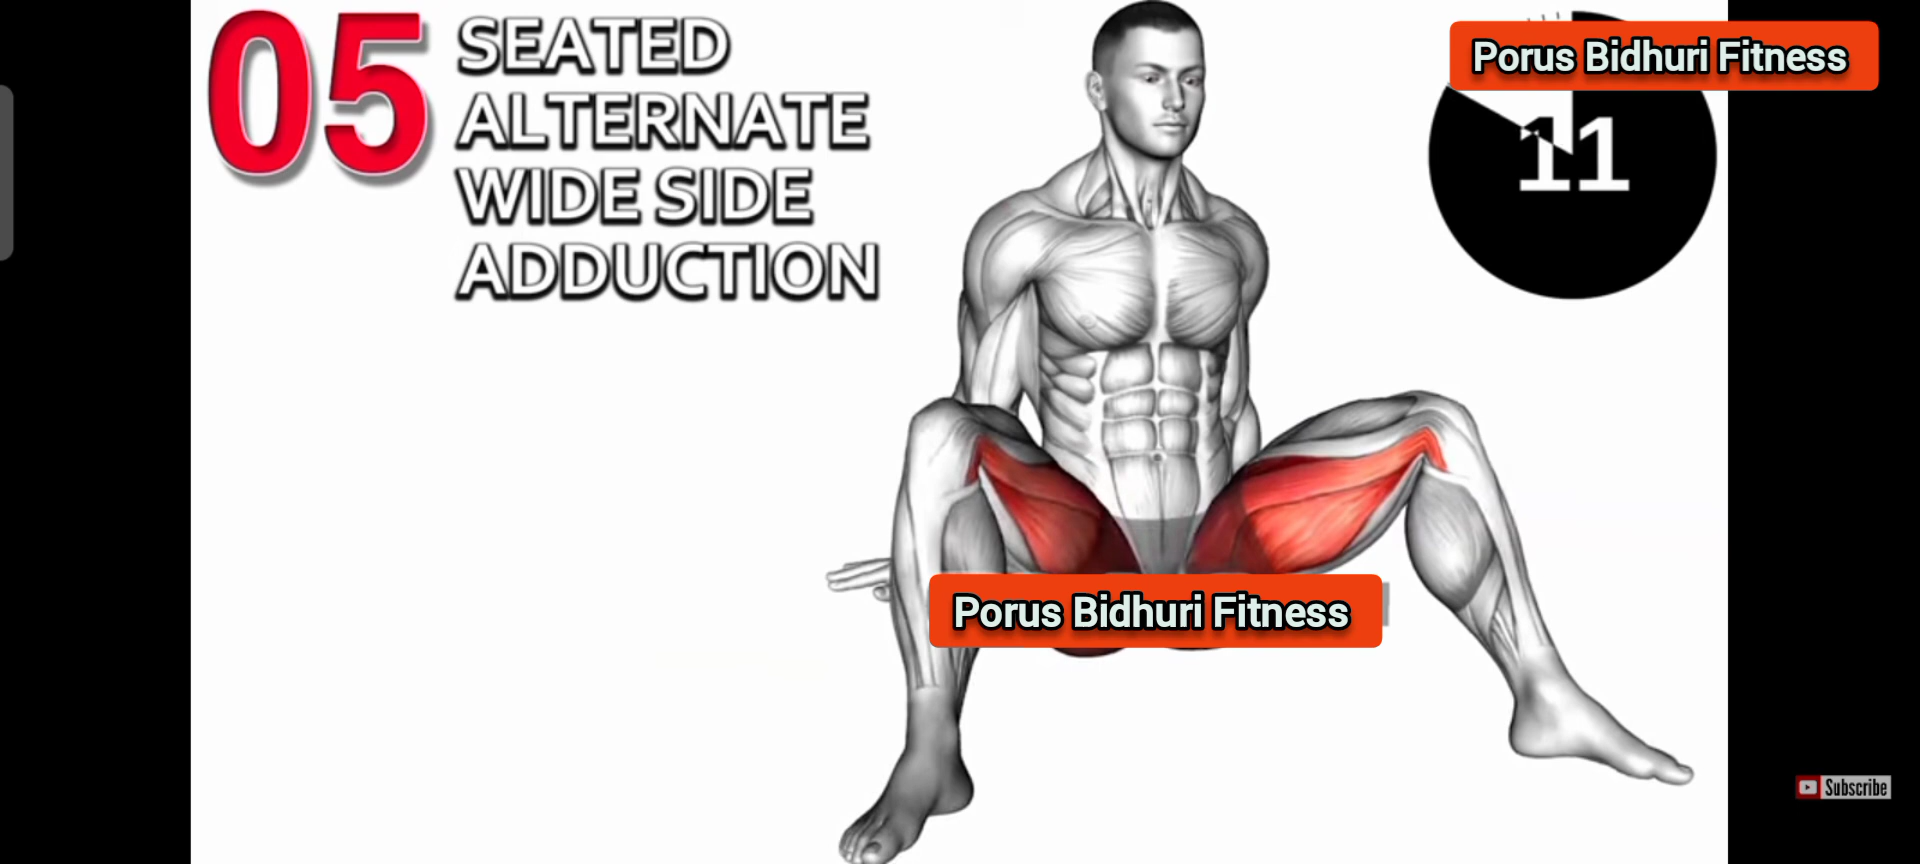 05
SEATED
ALTERNATE
WIDE SIDE
ADDUCTION
Porus Bidhuri Fitness
11
Porus Bidhuri Fitness
Subscribe